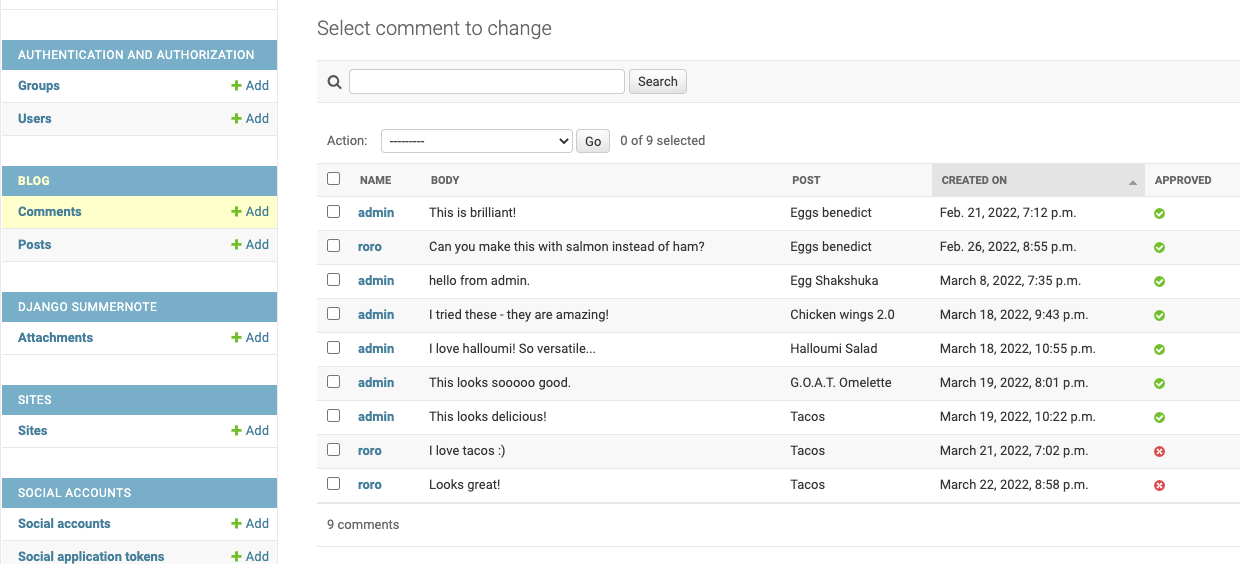 Select comment to change
AUTHENTICATION AND AUTHORIZATION
Groups Add
Users Add
BLOG
Comments Add
Posts Add
DJANGO SUMMERNOTE
Attachments Add
SITES
Sites Add
SOCIAL ACCOUNTS
Social accounts Add
Social application tokens Add
Search
Action: --------- Go 0 of 9 selected
NAME BODY POST CREATED ON APPROVED
admin This is brilliant! Eggs benedict Feb. 21, 2022, 7:12 p.m.
roro Can you make this with salmon instead of ham? Eggs benedict Feb. 26, 2022, 8:55 p.m.
admin hello from admin. Egg Shakshuka March 8, 2022, 7:35 p.m.
admin I tried these - they are amazing! Chicken wings 2.0 March 18, 2022, 9:43 p.m.
admin I love halloumi! So versatile... Halloumi Salad March 18, 2022, 10:55 p.m.
admin This looks sooooo good. G.O.A.T. Omelette March 19, 2022, 8:01 p.m.
admin This looks delicious! Tacos March 19, 2022, 10:22 p.m.
roro I love tacos :) Tacos March 21, 2022, 7:02 p.m.
roro Looks great! Tacos March 22, 2022, 8:58 p.m.
9 comments